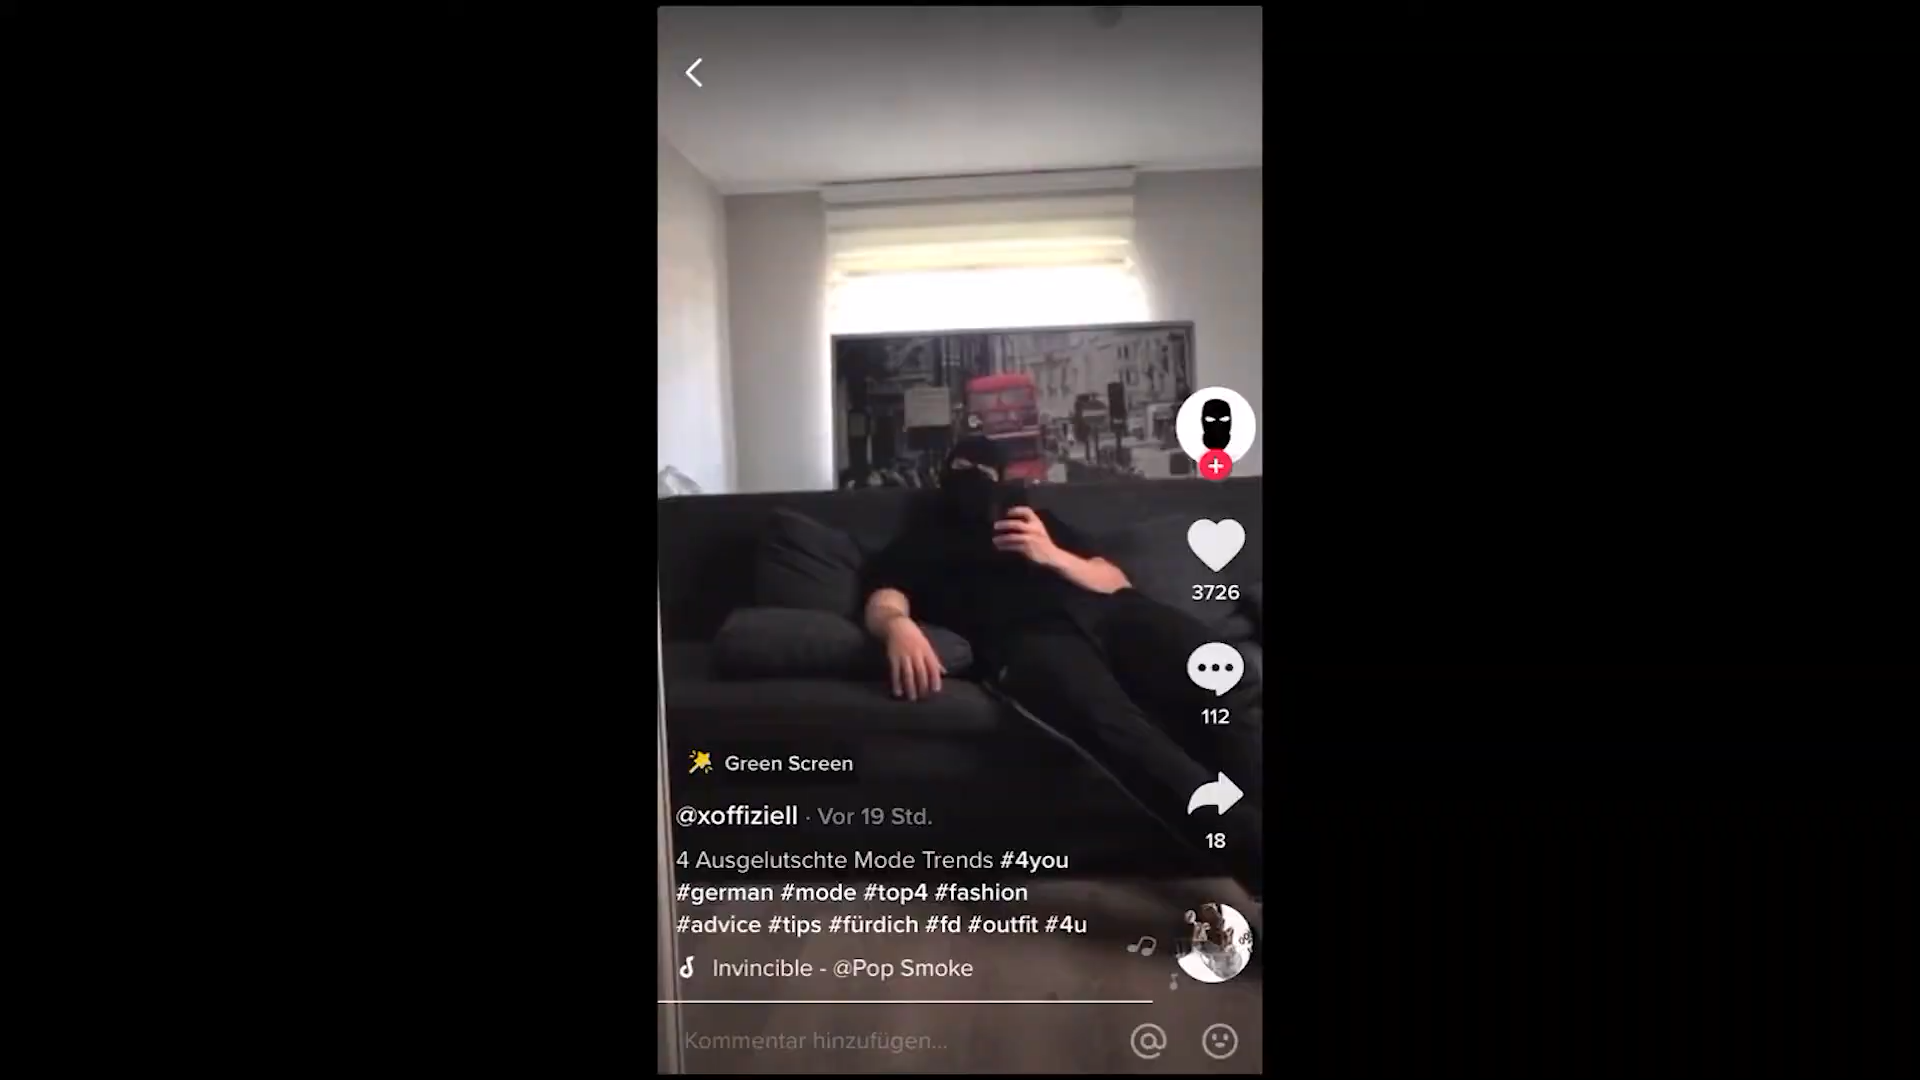 3726
112
18
Green Screen
@xoffiziell · Vor 19 Std.
4 Ausgelutschte Mode Trends #4you
#german #mode #top4 #fashion
#advice #tips #fürdich #fd #outfit #4u
Invincible - @Pop Smoke
Kommentar hinzufügen...